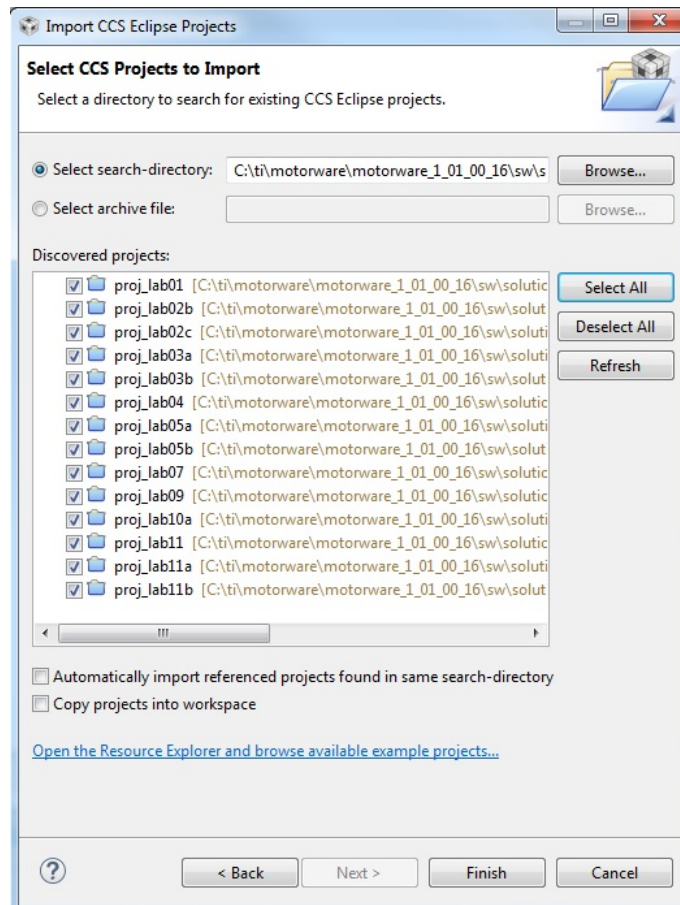 Import CCS Eclipse Projects
Select CCS Projects to Import
Select a directory to search for existing CCS Eclipse projects.
Select search-directory: C:\ti\motorware\motorware_1_01_00_16\sw\s Browse...
Select archive file: Browse...
Discovered projects:
proj_lab01 [C:\ti\motorware\motorware_1_01_00_16\sw\solutic Select All
proj_lab02b [C:\ti\motorware\motorware_1_01_00_16\sw\solut
proj_lab02c [C:\ti\motorware\motorware_1_01_00_16\sw\solut Deselect All
proj_lab03a [C:\ti\motorware\motorware_1_01_00_16\sw\solut
proj_lab03b [C:\ti\motorware\motorware_1_01_00_16\sw\solut Refresh
proj_lab04 [C:\ti\motorware\motorware_1_01_00_16\sw\solutic
proj_lab05a [C:\ti\motorware\motorware_1_01_00_16\sw\soluti
proj_lab05b [C:\ti\motorware\motorware_1_01_00_16\sw\solut
proj_lab07 [C:\ti\motorware\motorware_1_01_00_16\sw\solutic
proj_lab09 [C:\ti\motorware\motorware_1_01_00_16\sw\solutic
proj_lab10a [C:\ti\motorware\motorware_1_01_00_16\sw\soluti
proj_lab11 [C:\ti\motorware\motorware_1_01_00_16\sw\solutic
proj_lab11a [C:\ti\motorware\motorware_1_01_00_16\sw\soluti
proj_lab11b [C:\ti\motorware\motorware_1_01_00_16\sw\solut
Automatically import referenced projects found in same search-directory
Copy projects into workspace
Open the Resource Explorer and browse available example projects...
? < Back Next > Finish Cancel